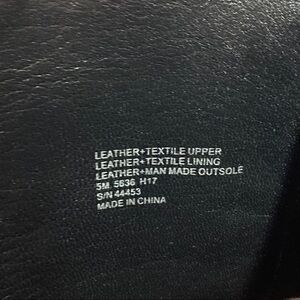 LEATHER+TEXTILE UPPER
LEATHER+TEXTILE LINING
LEATHER+MAN MADE OUTSOLE
5M 5636 H17
S/N 44453
MADE IN CHINA